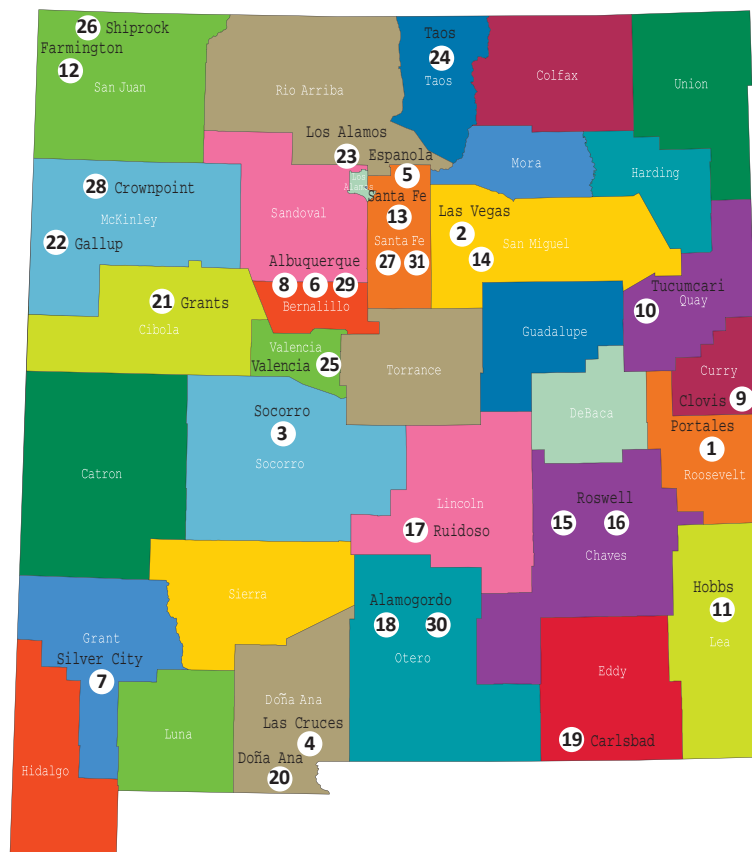 26 Shiprock
Farmington
12
San Juan
Rio Arriba
Taos
24
Taos
Colfax
Union
Los Alamos
23
Espanola
5
Los
Alamos
Mora
Harding
28 Crownpoint
McKinley
22 Gallup
Sandoval
Santa Fe
13
Santa Fe
27 31
Las Vegas
2
14
San Miguel
Albuquerque
8 6 29
Bernalillo
21 Grants
Cibola
Tucumcari
10
Quay
Valencia
Valencia 25
Torrance
Guadalupe
Curry
Clovis 9
DeBaca
Socorro
3
Socorro
Portales
1
Roosevelt
Catron
Lincoln
17 Ruidoso
Roswell
15 16
Chaves
Sierra
Alamogordo
18 30
Otero
Hobbs
11
Lea
Grant
Silver City
7
Eddy
19 Carlsbad
Doña Ana
Las Cruces
4
Doña Ana
20
Luna
Hidalgo